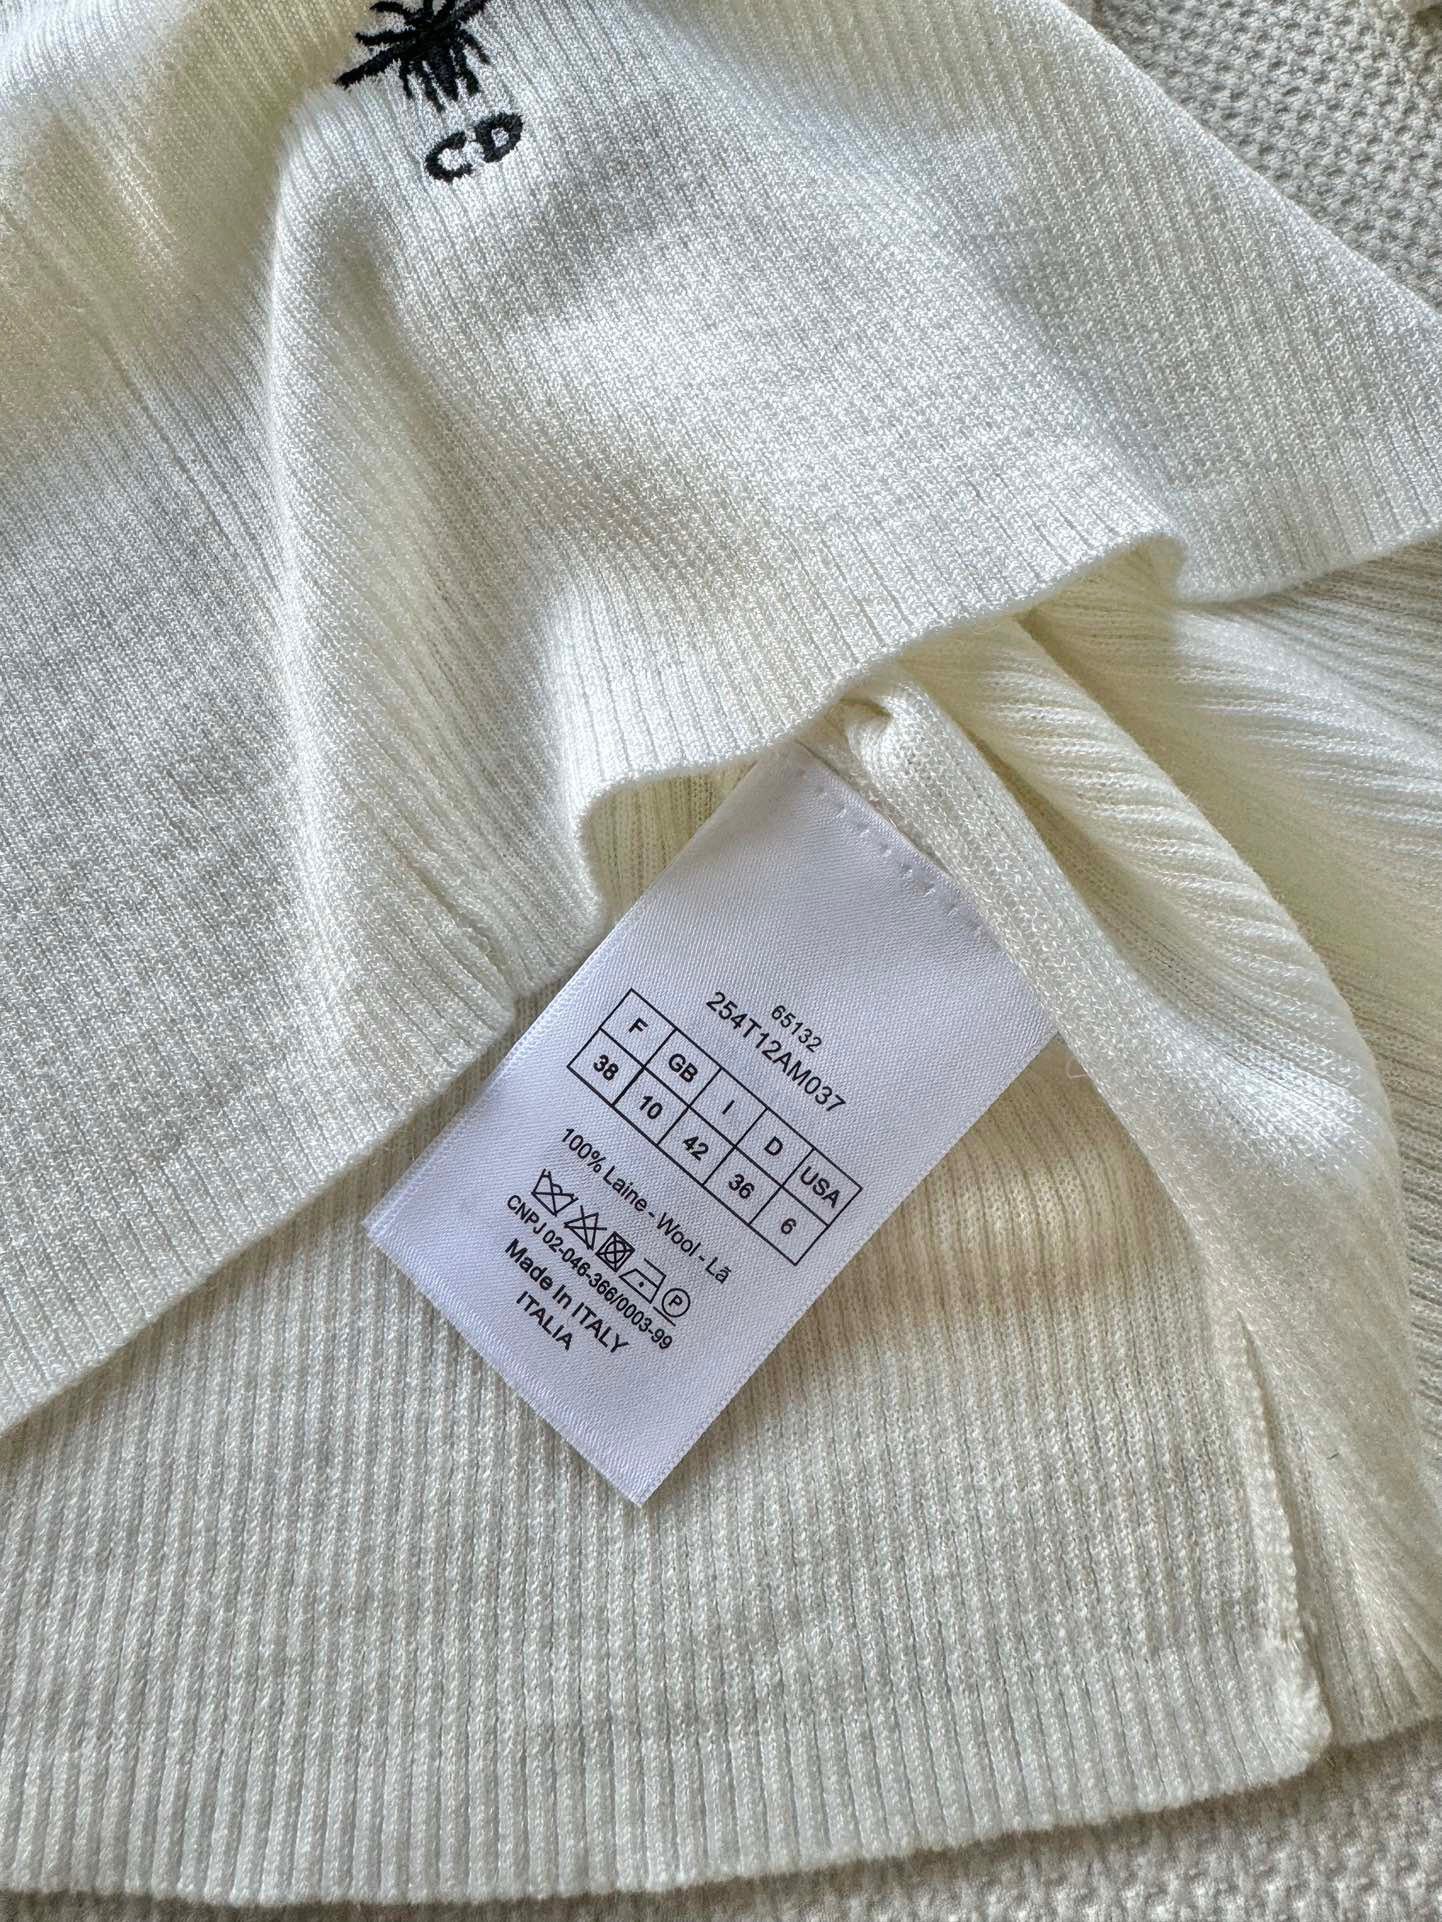 CD
65132
254T12AM037
F GB I D USA
38 10 42 36 6
100% Laine - Wool - Lã
P
CNPJ 02-046-366/0003-99
Made In ITALY
ITALIA